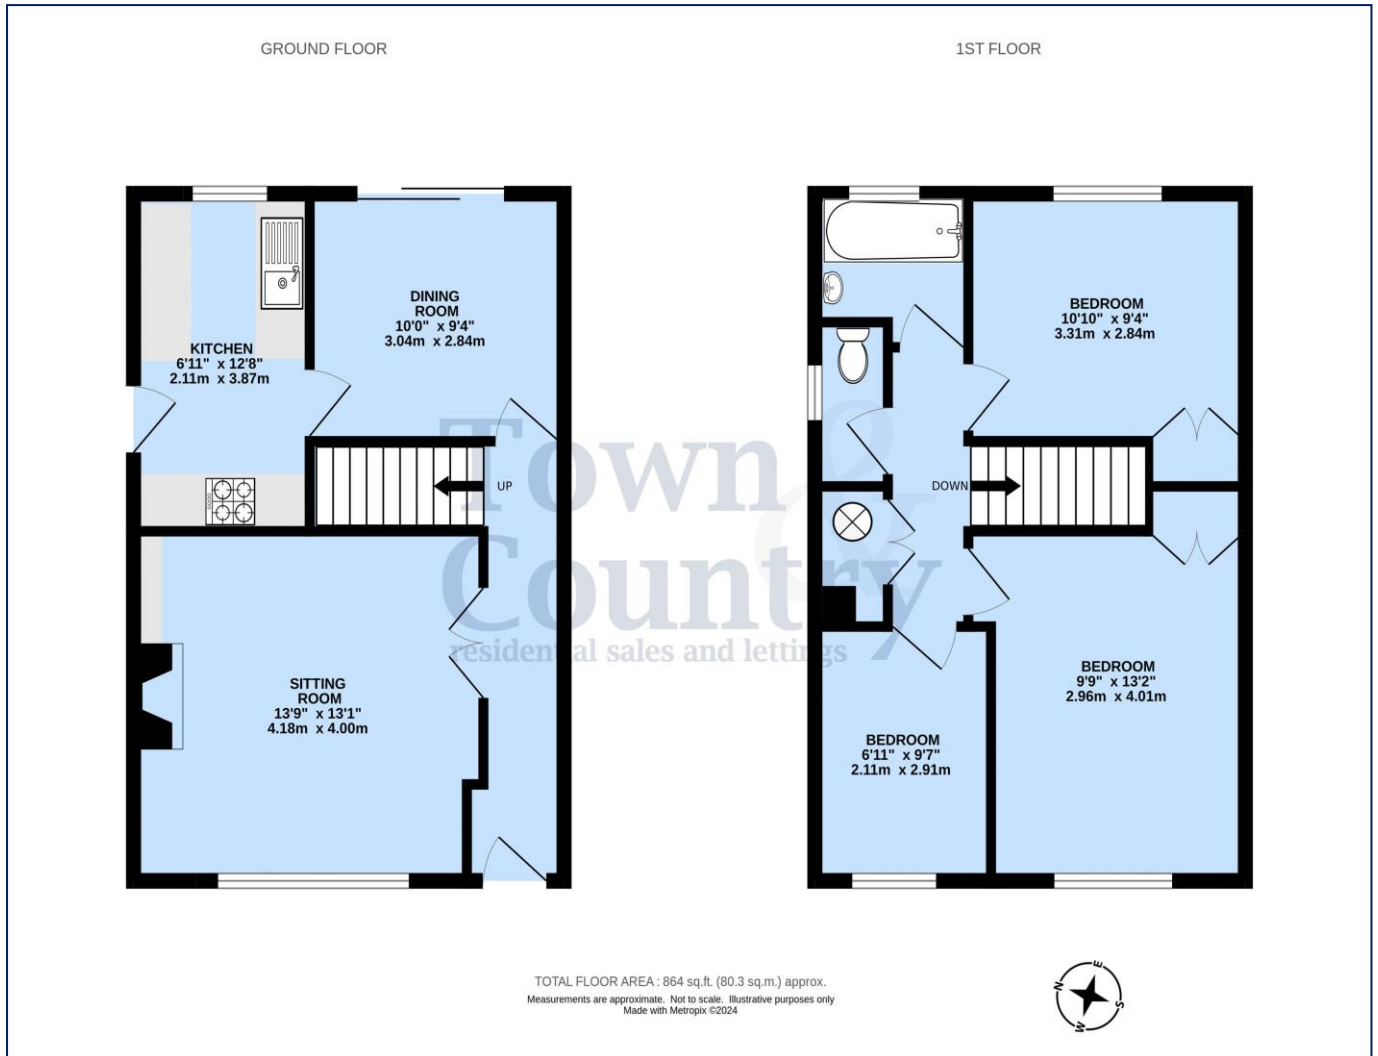 GROUND FLOOR
1ST FLOOR
KITCHEN
6'11" x 12'8"
2.11m x 3.87m
DINING
ROOM
10'0" x 9'4"
3.04m x 2.84m
UP
SITTING
ROOM
13'9" x 13'1"
4.18m x 4.00m
BEDROOM
10'10" x 9'4"
3.31m x 2.84m
DOWN
BEDROOM
9'9" x 13'2"
2.96m x 4.01m
BEDROOM
6'11" x 9'7"
2.11m x 2.91m
Town &
Country
residential sales and lettings
TOTAL FLOOR AREA : 864 sq.ft. (80.3 sq.m.) approx.
Measurements are approximate. Not to scale. Illustrative purposes only
Made with Metropix ©2024
N
E
S
W